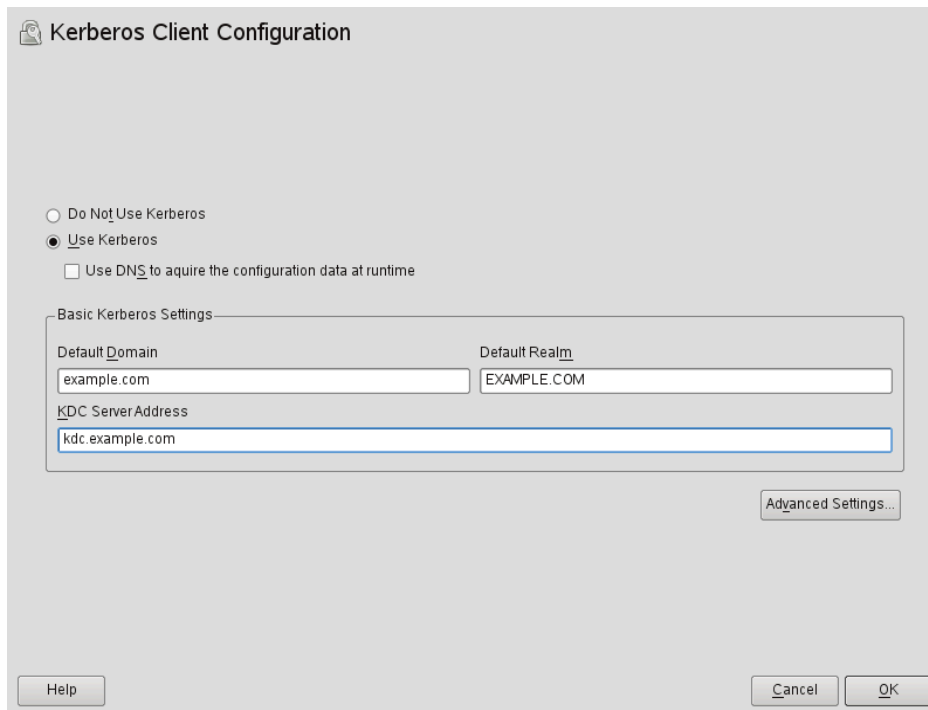 Kerberos Client Configuration
Do Not Use Kerberos
Use Kerberos
Use DNS to aquire the configuration data at runtime
Basic Kerberos Settings
Default Domain
Default Realm
example.com
EXAMPLE.COM
KDC Server Address
kdc.example.com
Advanced Settings...
Help
Cancel
OK